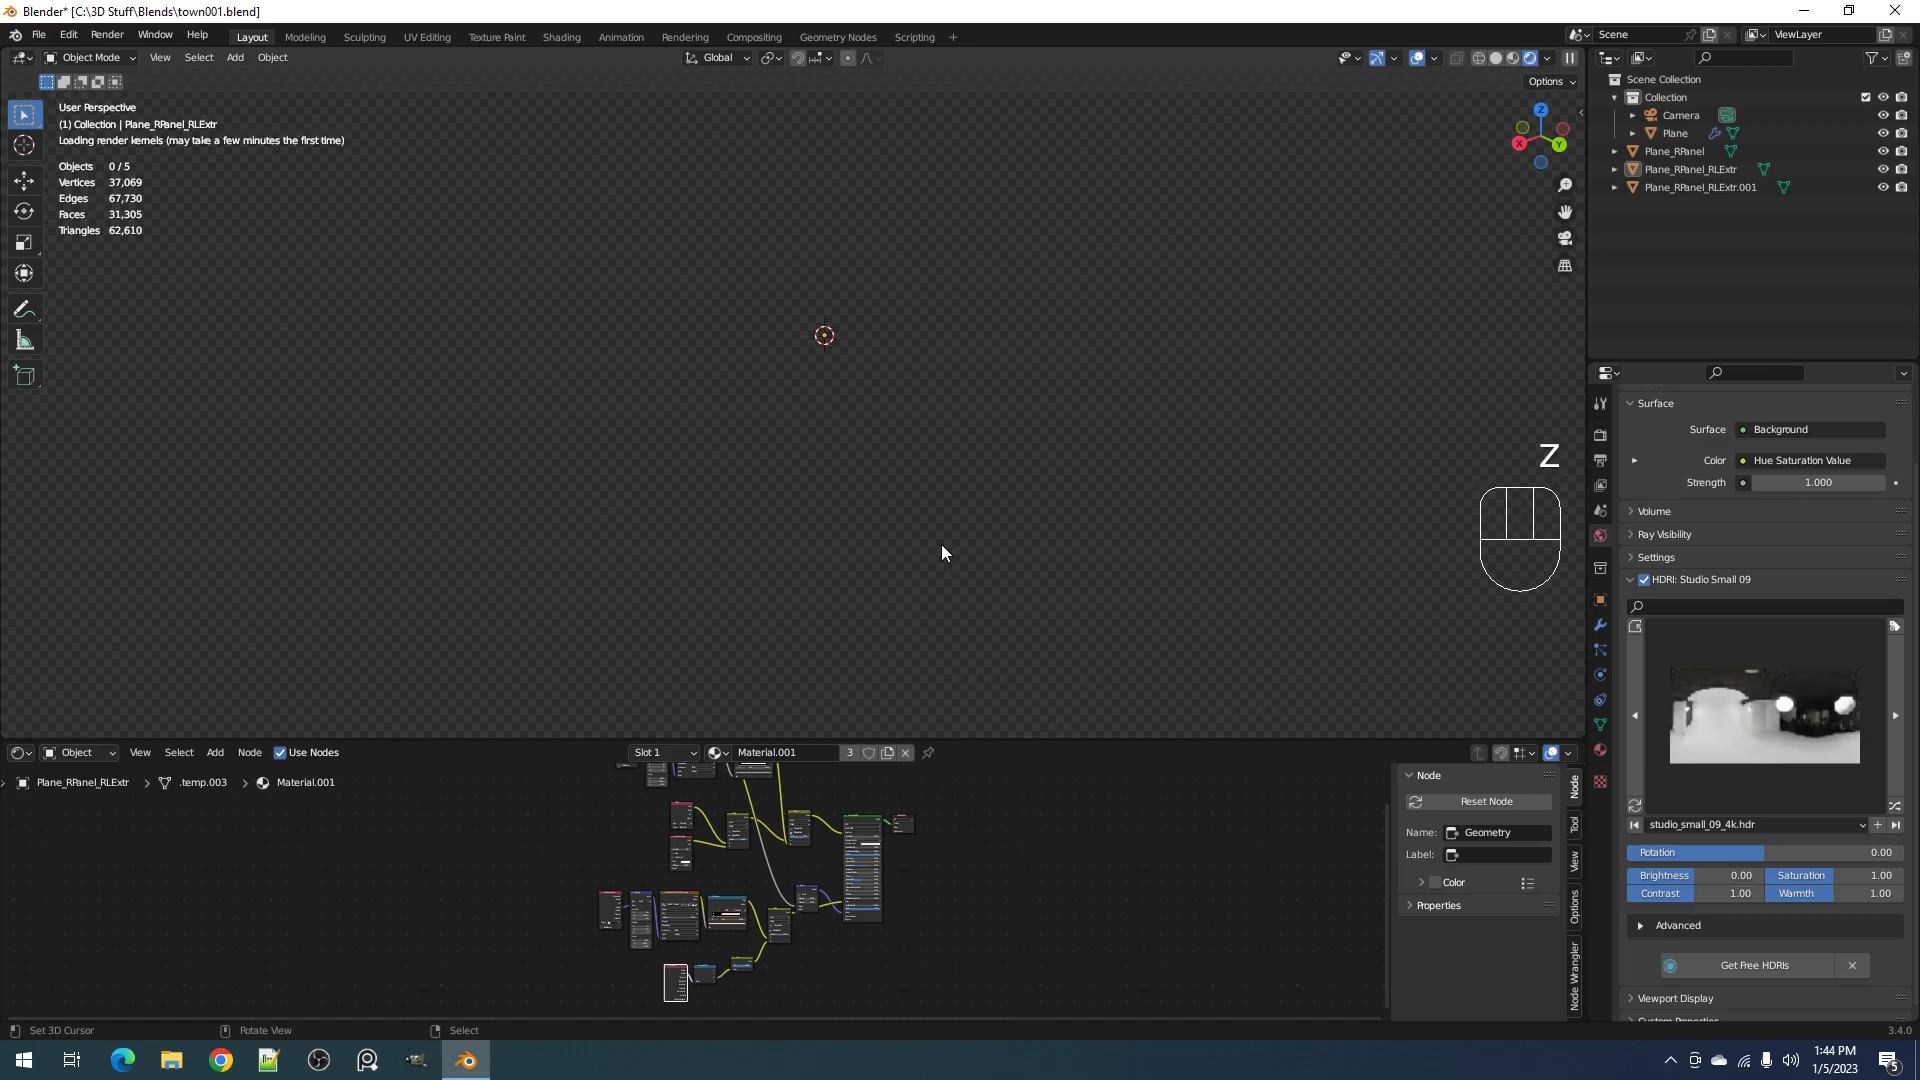 Blender* [C:\3D Stuff\Blends\town001.blend]
File Edit Render Window Help Layout Modeling Sculpting UV Editing Texture Paint Shading Animation Rendering Compositing Geometry Nodes Scripting + Scene ViewLayer
Object Mode View Select Add Object Global
Options
User Perspective
(1) Collection | Plane_RPanel_RLExtr
Loading render kernels (may take a few minutes the first time)
Objects 0 / 5
Vertices 37,069
Edges 67,730
Faces 31,305
Triangles 62,610
Z
X
Y
Z
Scene Collection
Collection
Camera
Plane
Plane_RPanel
Plane_RPanel_RLExtr
Plane_RPanel_RLExtr.001
Surface
Surface Background
Color Hue Saturation Value
Strength 1.000
Volume
Ray Visibility
Settings
HDRI: Studio Small 09
studio_small_09_4k.hdr
Rotation 0.00
Brightness 0.00 Saturation 1.00
Contrast 1.00 Warmth 1.00
Advanced
Get Free HDRIs
Viewport Display
Custom Properties
Object View Select Add Node Use Nodes Slot 1 Material.001 3
Plane_RPanel_RLExtr .temp.003 Material.001
Node
Reset Node
Name: Geometry
Label:
Color
Properties
Node
Tool
View
Options
Node Wrangler
Set 3D Cursor Rotate View Select 3.4.0
1:44 PM
1/5/2023
5